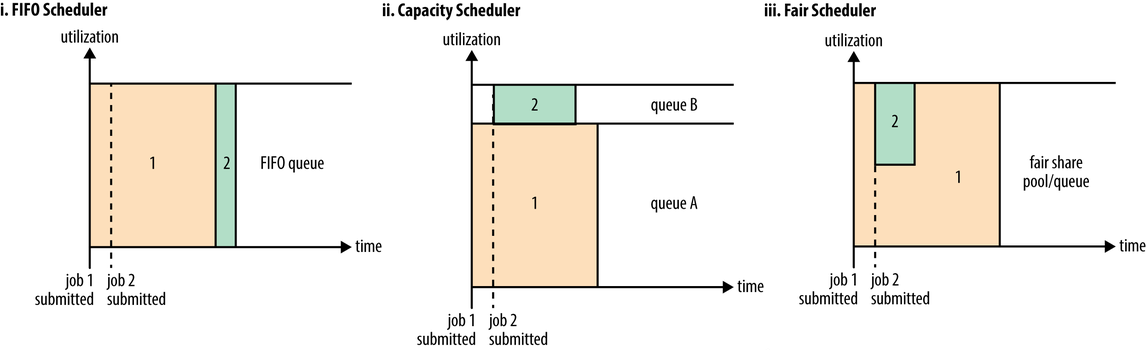 i. FIFO Scheduler
utilization
1
2
FIFO queue
time
job 1
submitted
job 2
submitted
ii. Capacity Scheduler
utilization
2
queue B
1
queue A
time
job 1
submitted
job 2
submitted
iii. Fair Scheduler
utilization
2
1
fair share
pool/queue
time
job 1
submitted
job 2
submitted